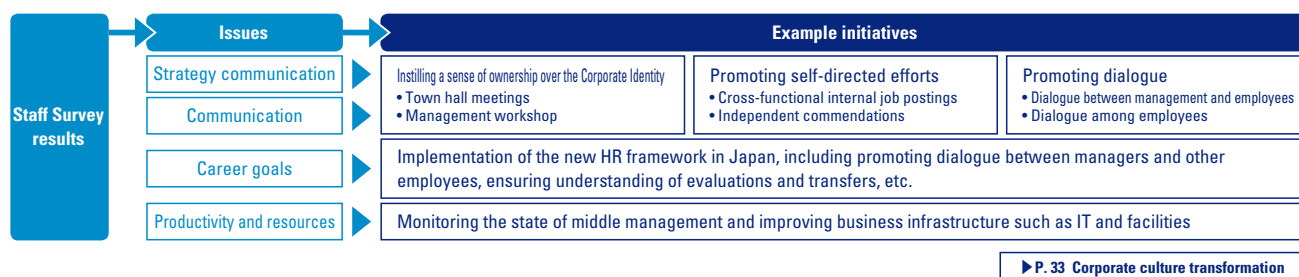 Staff Survey
results
Issues
Example initiatives
Strategy communication
Communication
Instilling a sense of ownership over the Corporate Identity
• Town hall meetings
• Management workshop
Promoting self-directed efforts
• Cross-functional internal job postings
• Independent commendations
Promoting dialogue
• Dialogue between management and employees
• Dialogue among employees
Career goals
Implementation of the new HR framework in Japan, including promoting dialogue between managers and other
employees, ensuring understanding of evaluations and transfers, etc.
Productivity and resources
Monitoring the state of middle management and improving business infrastructure such as IT and facilities
▶P. 33 Corporate culture transformation